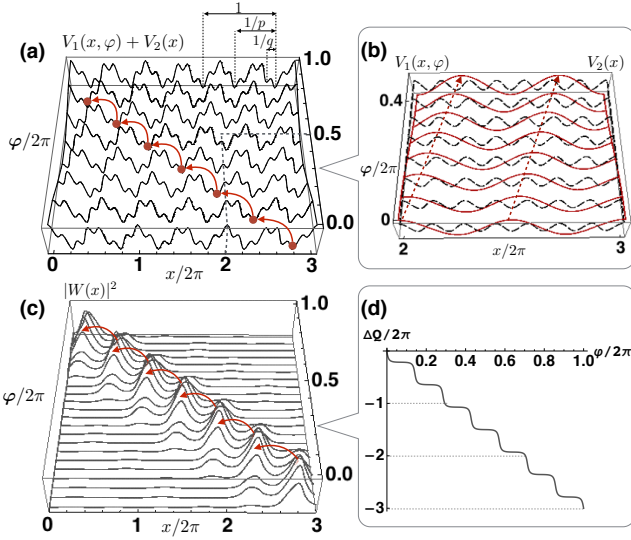 1
1/p
1/q
(a) V₁(x, φ) + V₂(x)
1.0
0.5
0.0
φ/2π
0 1 2 3
x/2π
(b) V₁(x, φ) V₂(x)
0.4
φ/2π
0
2 3
x/2π
(c) |W(x)|²
1.0
0.5
0.0
φ/2π
0 1 2 3
x/2π
(d)
ΔQ/2π
φ/2π
0.2 0.4 0.6 0.8 1.0
−1
−2
−3